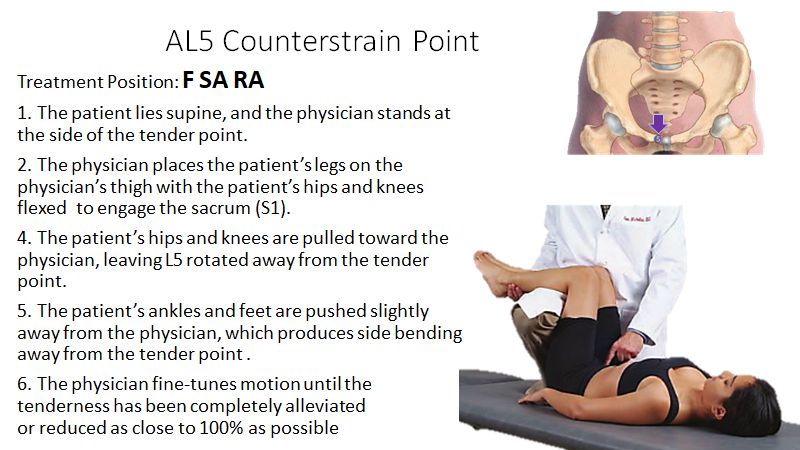 AL5 Counterstrain Point
Treatment Position: F SA RA
1. The patient lies supine, and the physician stands at
the side of the tender point.
2. The physician places the patient’s legs on the
physician’s thigh with the patient’s hips and knees
flexed  to engage the sacrum (S1).
4. The patient’s hips and knees are pulled toward the
physician, leaving L5 rotated away from the tender
point.
5. The patient’s ankles and feet are pushed slightly
away from the physician, which produces side bending
away from the tender point .
6. The physician fine-tunes motion until the
tenderness has been completely alleviated
or reduced as close to 100% as possible